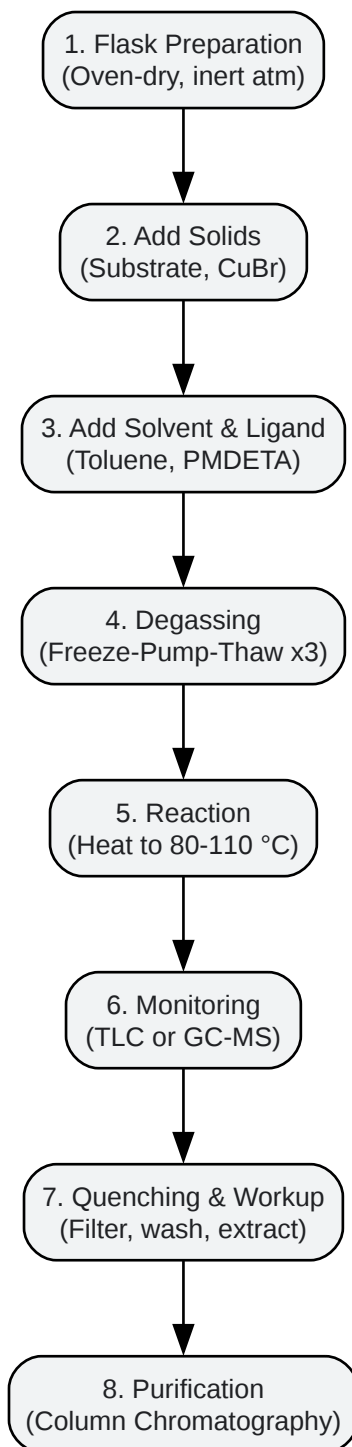 1. Flask Preparation
(Oven-dry, inert atm)
2. Add Solids
(Substrate, CuBr)
3. Add Solvent & Ligand
(Toluene, PMDETA)
4. Degassing
(Freeze-Pump-Thaw x3)
5. Reaction
(Heat to 80-110 °C)
6. Monitoring
(TLC or GC-MS)
7. Quenching & Workup
(Filter, wash, extract)
8. Purification
(Column Chromatography)